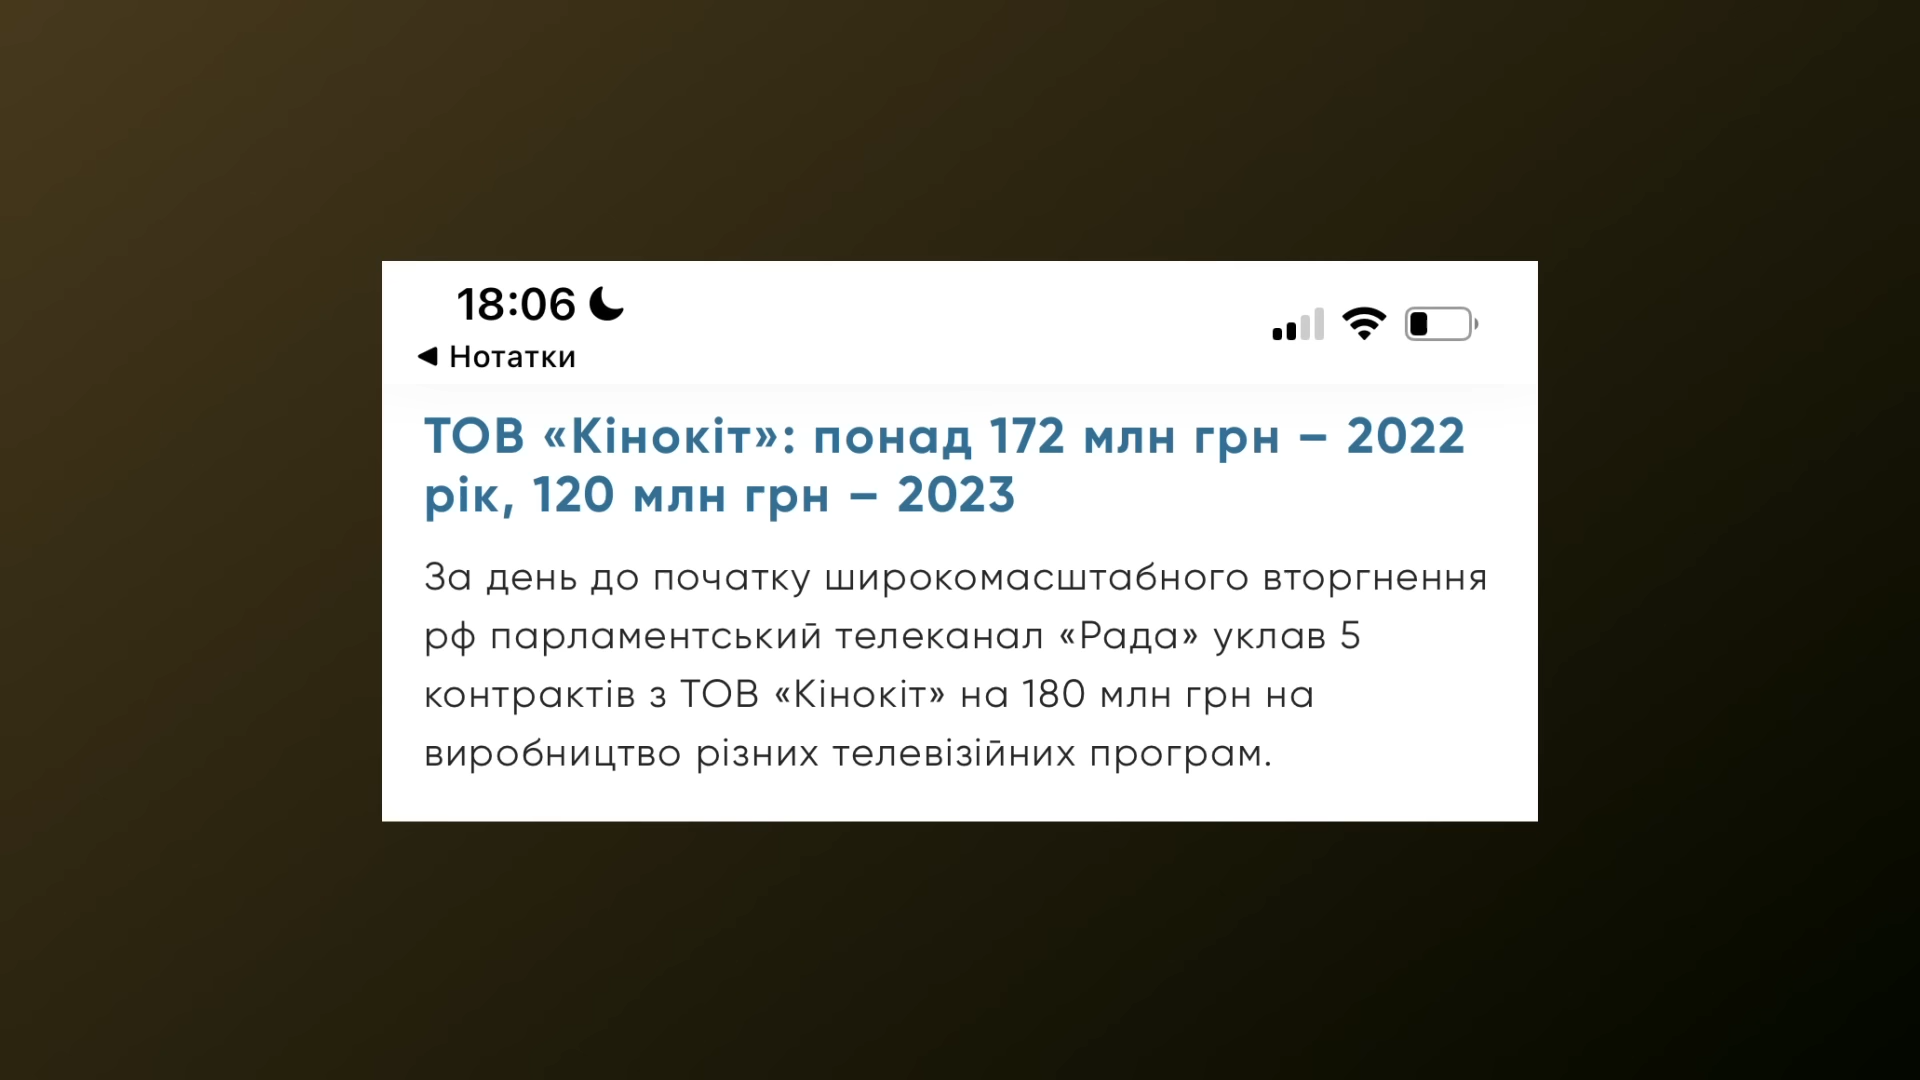 18:06
Нотатки
ТОВ «Кінокіт»: понад 172 млн грн – 2022
рік, 120 млн грн – 2023
За день до початку широкомасштабного вторгнення
рф парламентський телеканал «Рада» уклав 5
контрактів з ТОВ «Кінокіт» на 180 млн грн на
виробництво різних телевізійних програм.